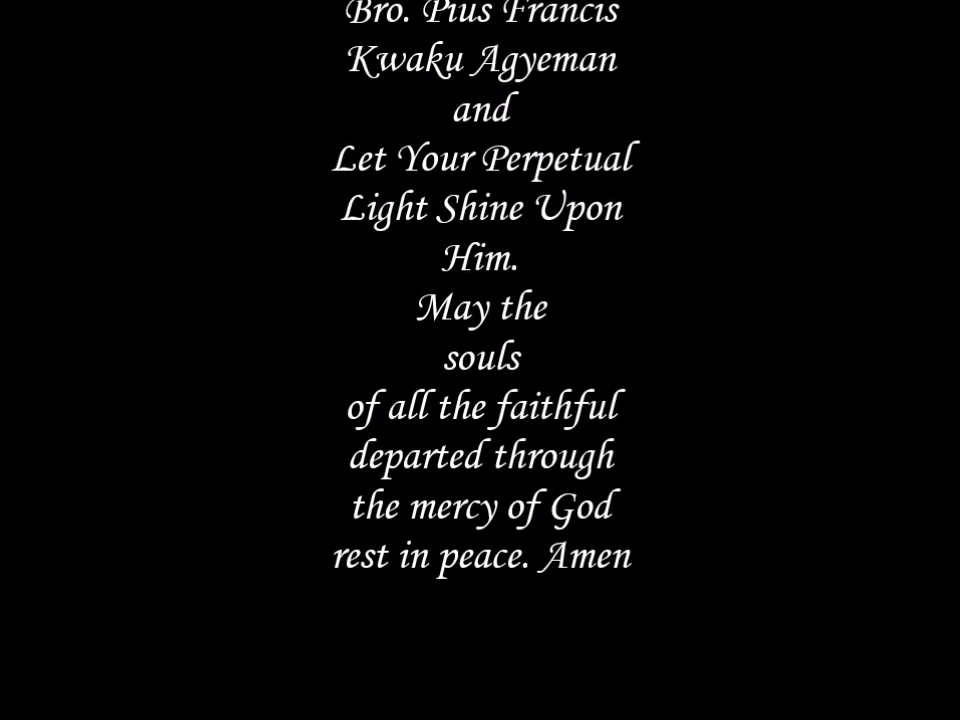 Bro. Pius Francis
Kwaku Agyeman
and
Let Your Perpetual
Light Shine Upon
Him.
May the
souls
of all the faithful
departed through
the mercy of God
rest in peace. Amen